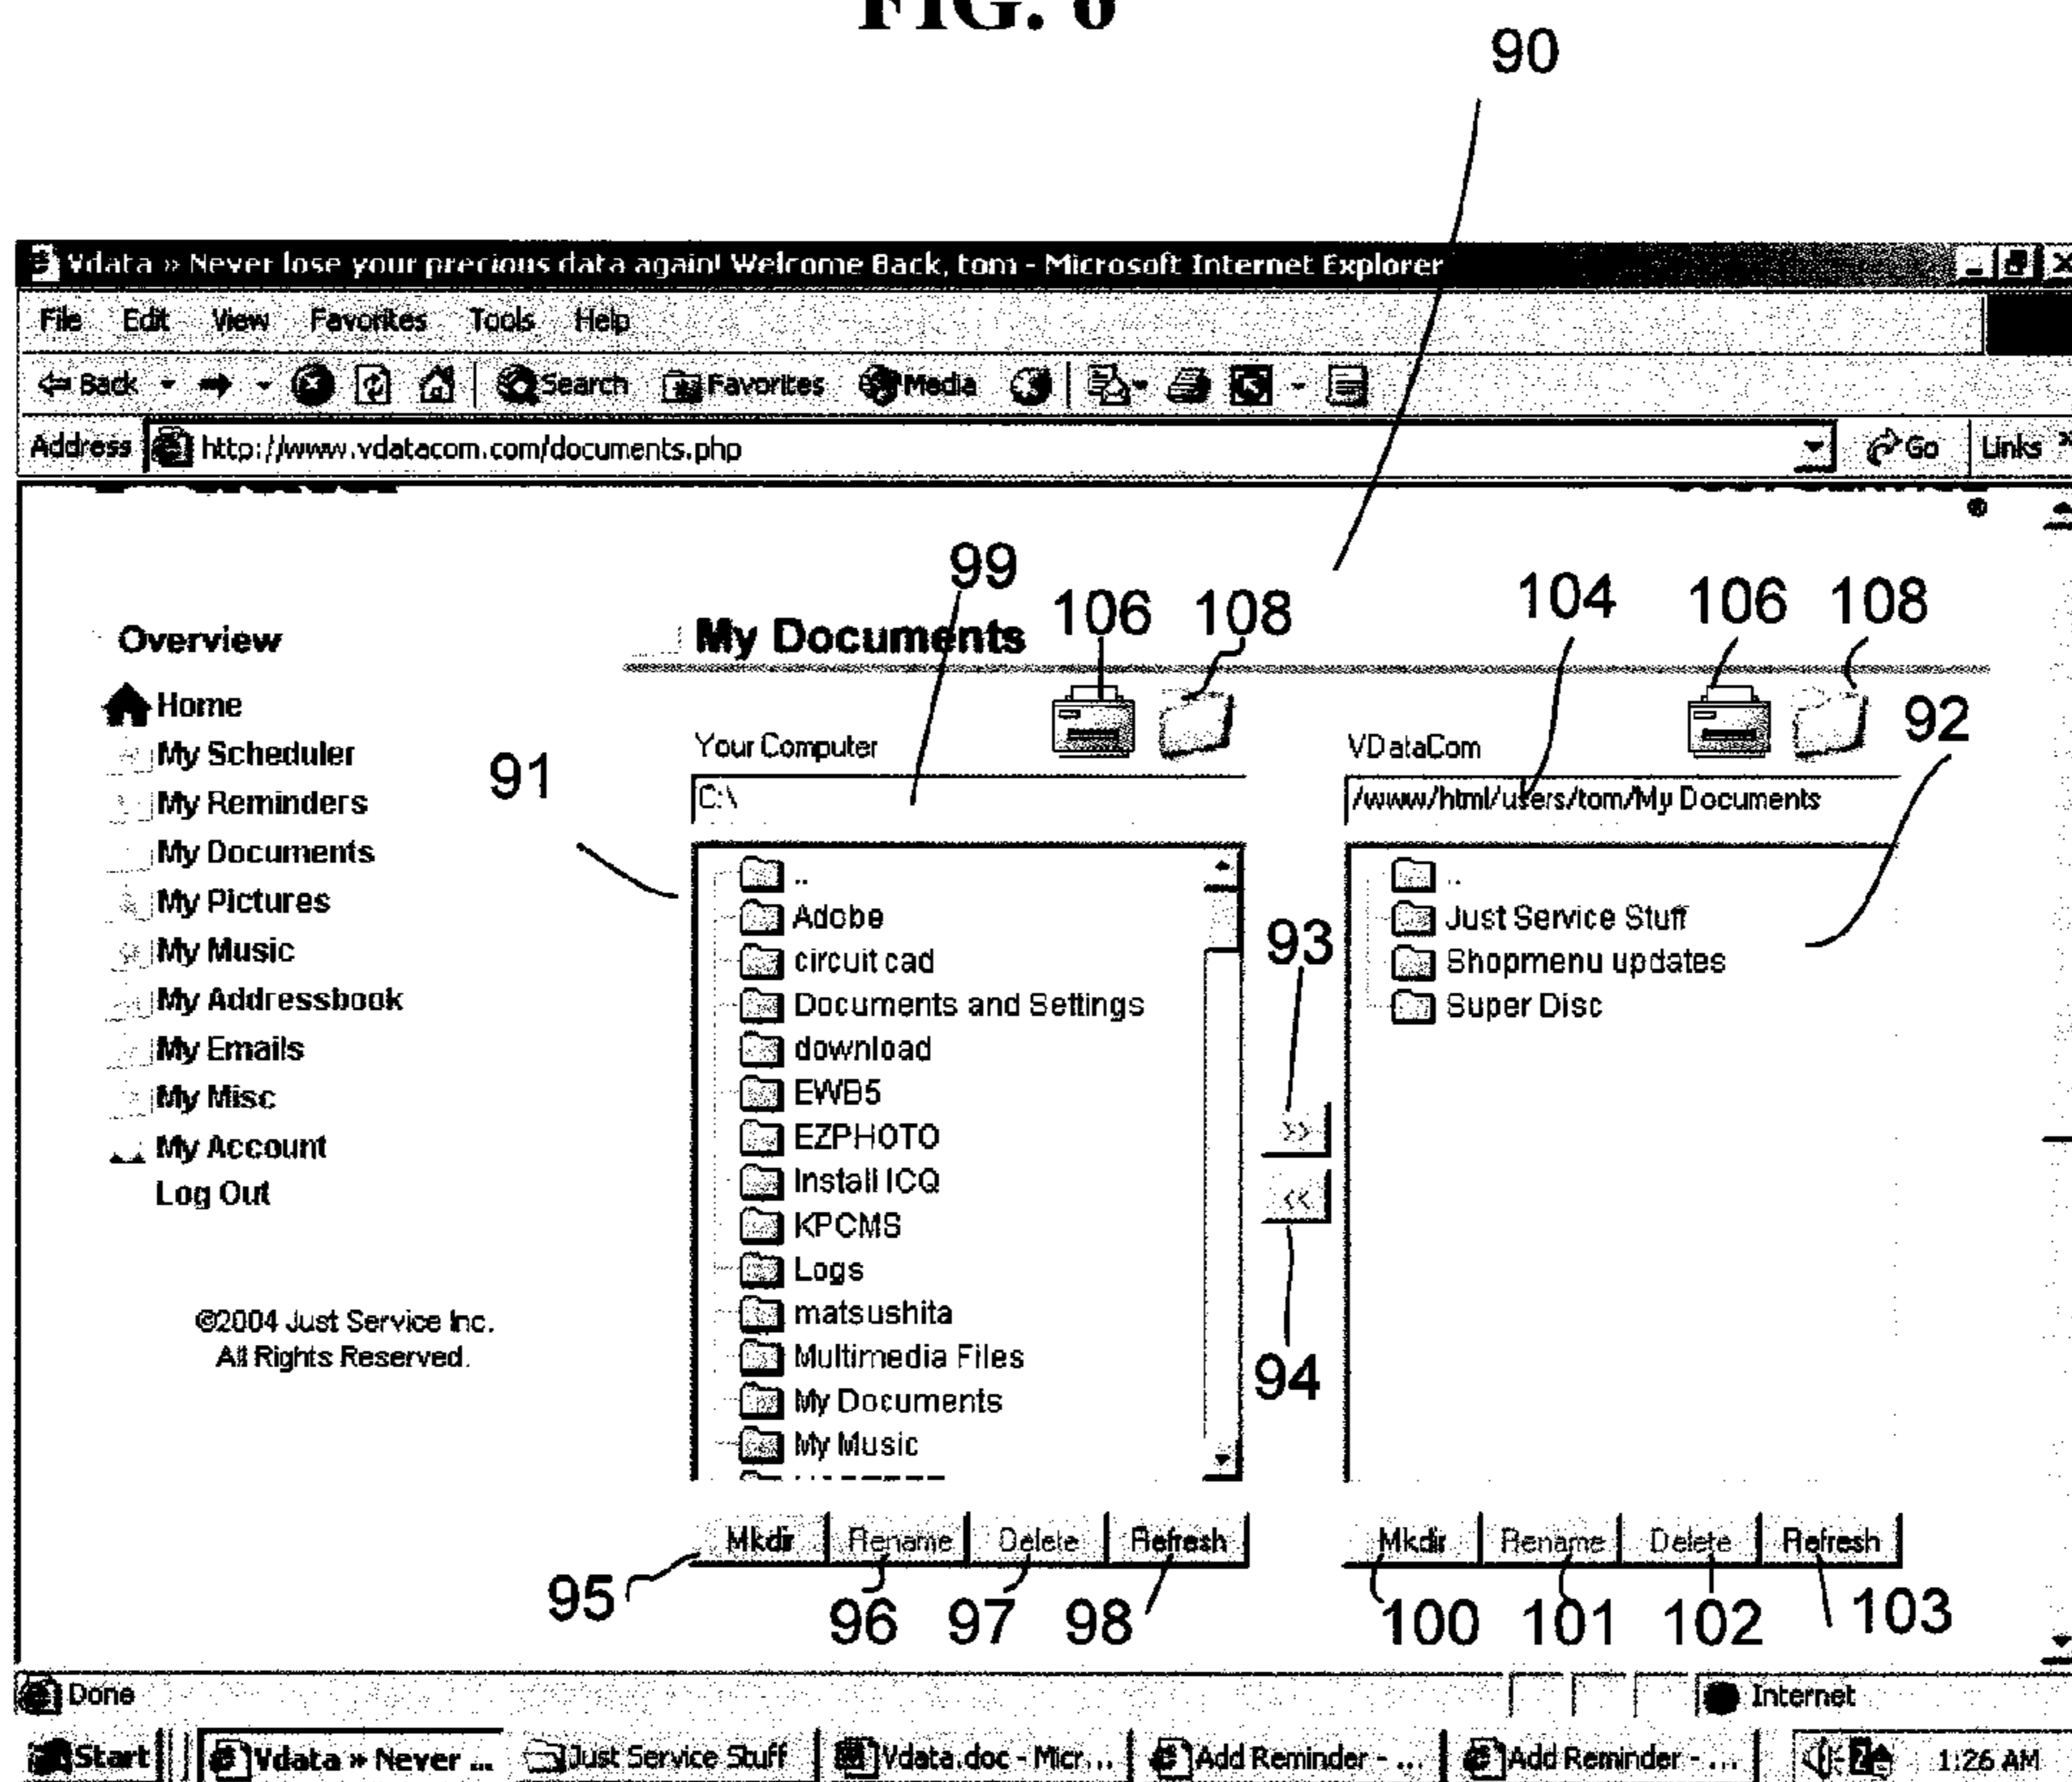 FIG. 8
90
Vdata » Never lose your precious data again! Welcome Back, tom - Microsoft Internet Explorer
File Edit View Favorites Tools Help
Back Search Favorites Media
Address http://www.vdatacom.com/documents.php Go Links »
99
106 108 104 106 108
Overview
My Documents
92
Home
My Scheduler
My Reminders
My Documents
My Pictures
My Music
My Addressbook
My Emails
My Misc
My Account
Log Out
©2004 Just Service Inc.
All Rights Reserved.
91
Your Computer
C:\
..
Adobe
circuit cad
Documents and Settings
download
EWB5
EZPHOTO
Install ICQ
KPCMS
Logs
matsushita
Multimedia Files
My Documents
My Music
Mkdir Rename Delete Refresh
95 96 97 98
93
>>
<<
94
VDataCom
/www/html/users/tom/My Documents
..
Just Service Stuff
Shopmenu updates
Super Disc
Mkdir Rename Delete Refresh
100 101 102 103
Done Internet
Start Vdata » Never ... Just Service Stuff Vdata.doc - Micr... Add Reminder - ... Add Reminder - ... 1:26 AM